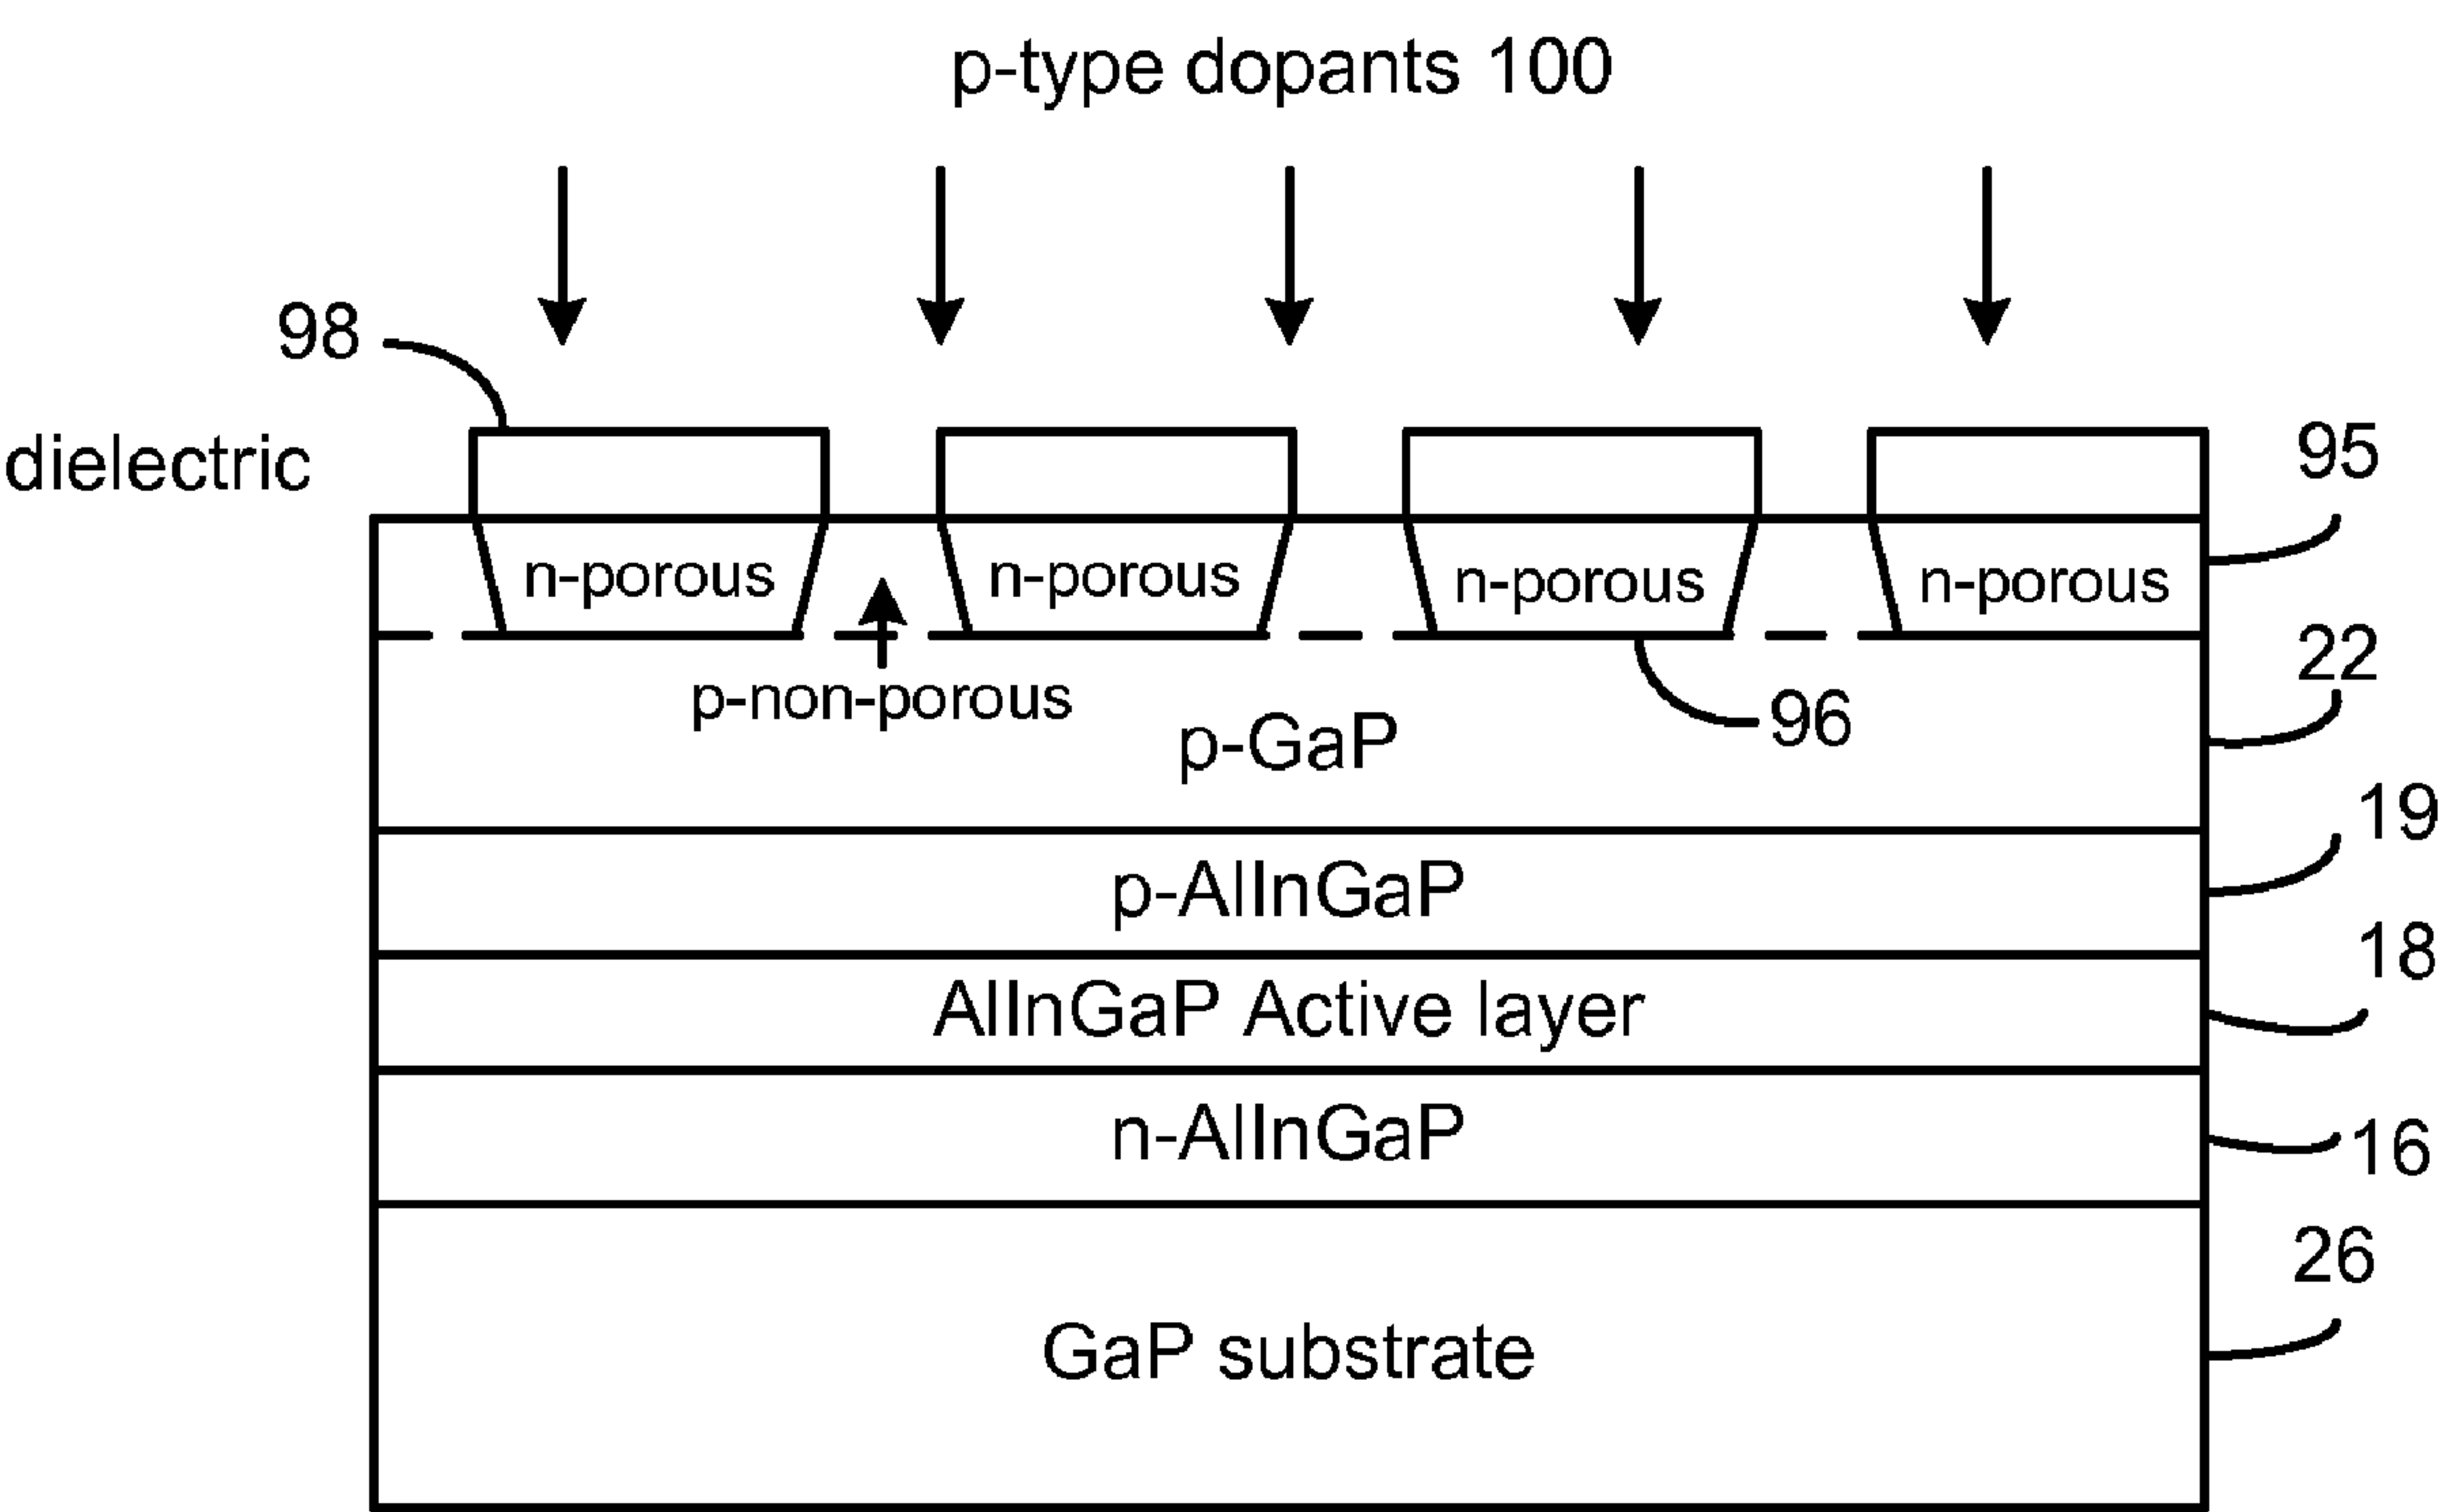 p-type dopants 100
98
dielectric
95
n-porous n-porous n-porous n-porous
22
p-non-porous
96
p-GaP
19
p-AlInGaP
18
AlInGaP Active layer
n-AlInGaP
16
26
GaP substrate